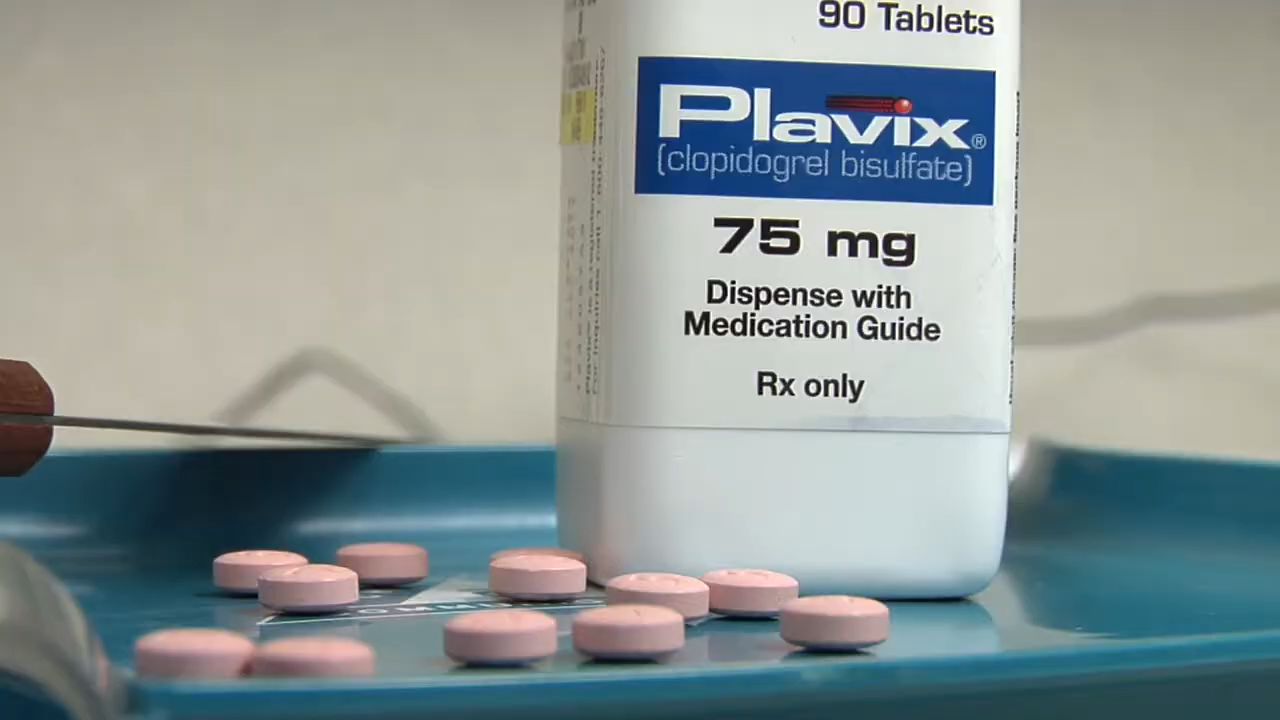 90 Tablets
Plavix®
(clopidogrel bisulfate)
75 mg
Dispense with
Medication Guide
Rx only